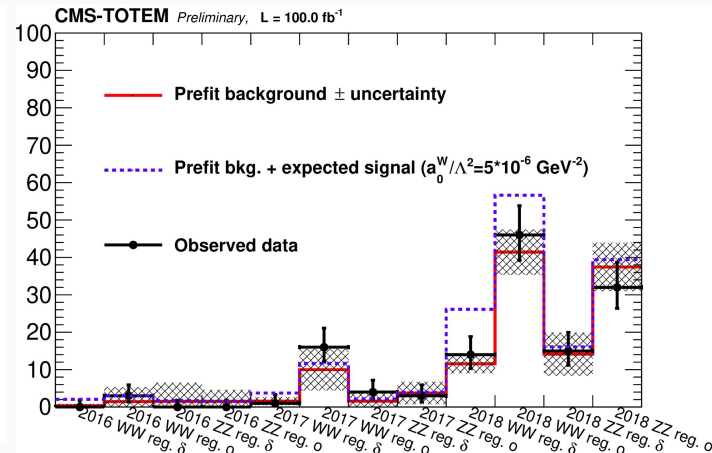 CMS-TOTEM Preliminary, L = 100.0 fb⁻¹
100
90
80
70
60
50
40
30
20
10
0
Prefit background ± uncertainty
Prefit bkg. + expected signal (a₀ᵂ/Λ²=5*10⁻⁶ GeV⁻²)
Observed data
2016 WW reg. δ
2016 WW reg. o
2016 ZZ reg. δ
2016 ZZ reg. o
2017 WW reg. δ
2017 WW reg. o
2017 ZZ reg. δ
2017 ZZ reg. o
2018 WW reg. δ
2018 WW reg. o
2018 ZZ reg. δ
2018 ZZ reg. o